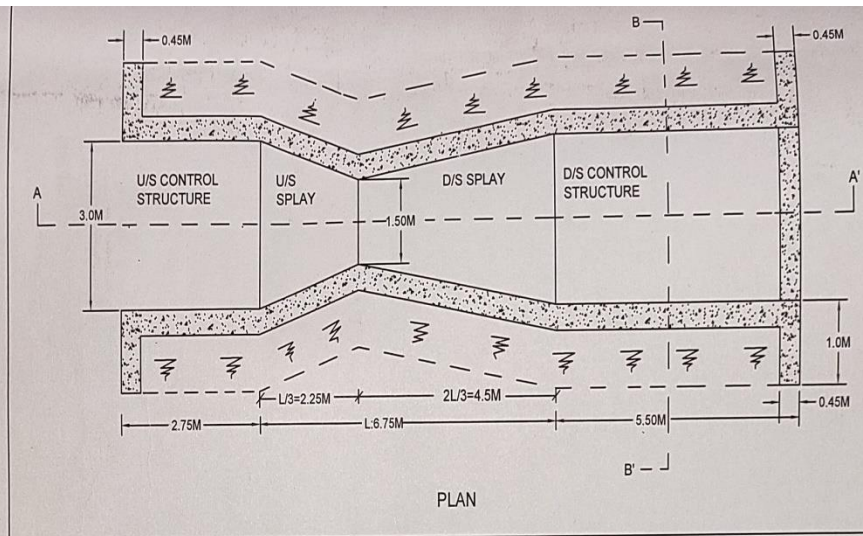 B
0.45M
0.45M
U/S CONTROL
STRUCTURE
U/S
SPLAY
D/S SPLAY
D/S CONTROL
STRUCTURE
A
A'
3.0M
1.50M
1.0M
L/3=2.25M
2L/3=4.5M
0.45M
2.75M
L:6.75M
5.50M
B'
PLAN